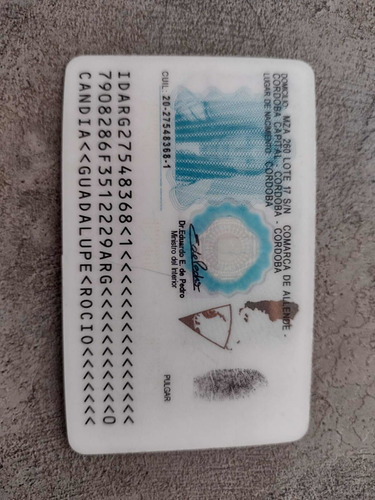 DOMICILIO: MZA 260 LOTE 17 S/N COMARCA DE ALLENDE -
CORDOBA CAPITAL - CORDOBA - CORDOBA
LUGAR DE NACIMIENTO: CORDOBA
CUIL: 20-27548368-1
Dr. Eduardo E. de Pedro
Ministro del Interior
PULGAR
IDARG27548368<1<<<<<<<<<<<<<<<
7908286F3512229ARG<<<<<<<<<<<0
CANDIA<<GUADALUPE<ROCIO<<<<<<<